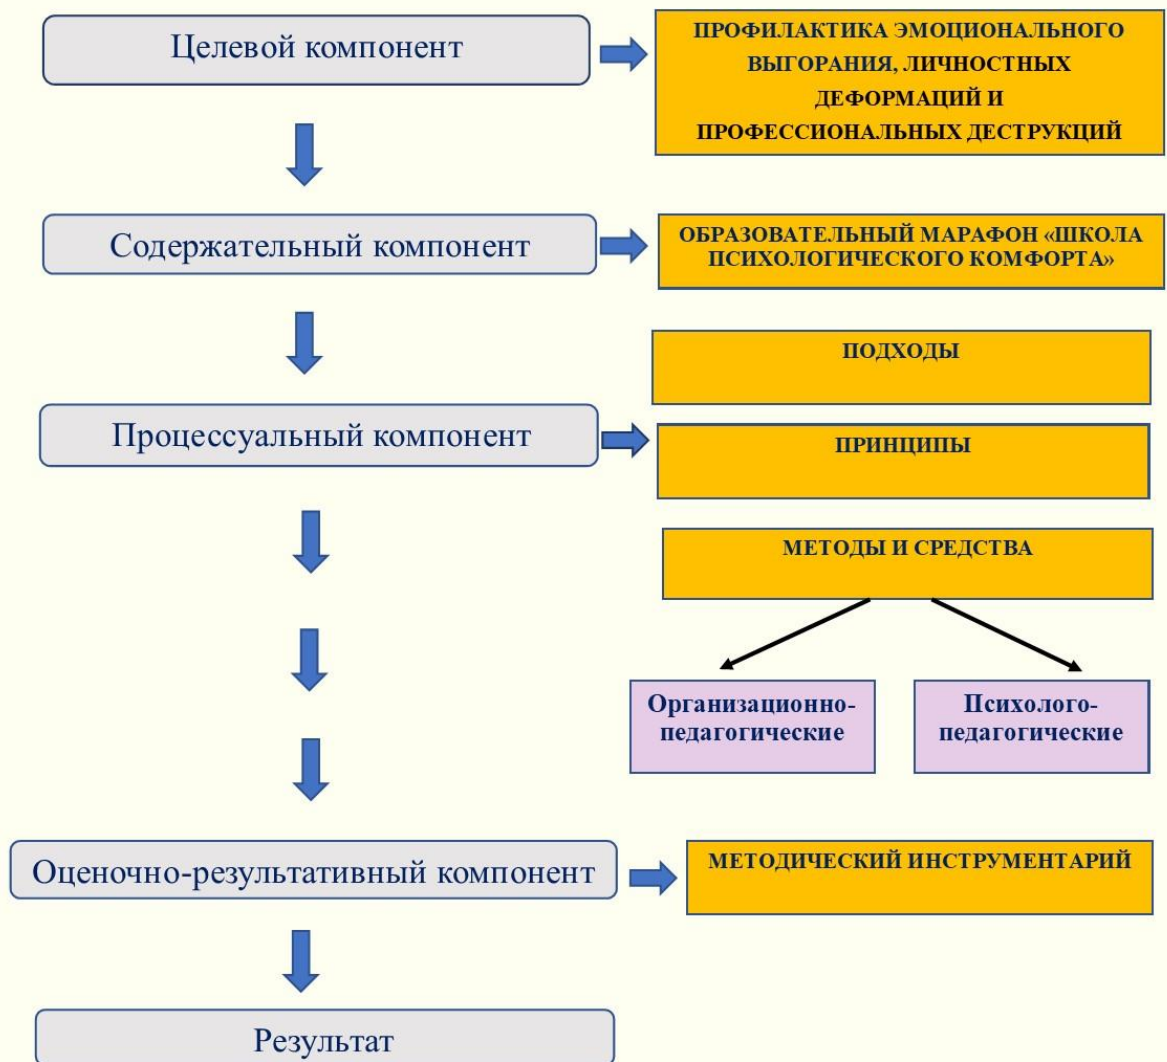 Целевой компонент
ПРОФИЛАКТИКА ЭМОЦИОНАЛЬНОГО
ВЫГОРАНИЯ, ЛИЧНОСТНЫХ
ДЕФОРМАЦИЙ И
ПРОФЕССИОНАЛЬНЫХ ДЕСТРУКЦИЙ
Содержательный компонент
ОБРАЗОВАТЕЛЬНЫЙ МАРАФОН «ШКОЛА
ПСИХОЛОГИЧЕСКОГО КОМФОРТА»
ПОДХОДЫ
Процессуальный компонент
ПРИНЦИПЫ
МЕТОДЫ И СРЕДСТВА
Организационно-
педагогические
Психолого-
педагогические
Оценочно-результативный компонент
МЕТОДИЧЕСКИЙ ИНСТРУМЕНТАРИЙ
Результат